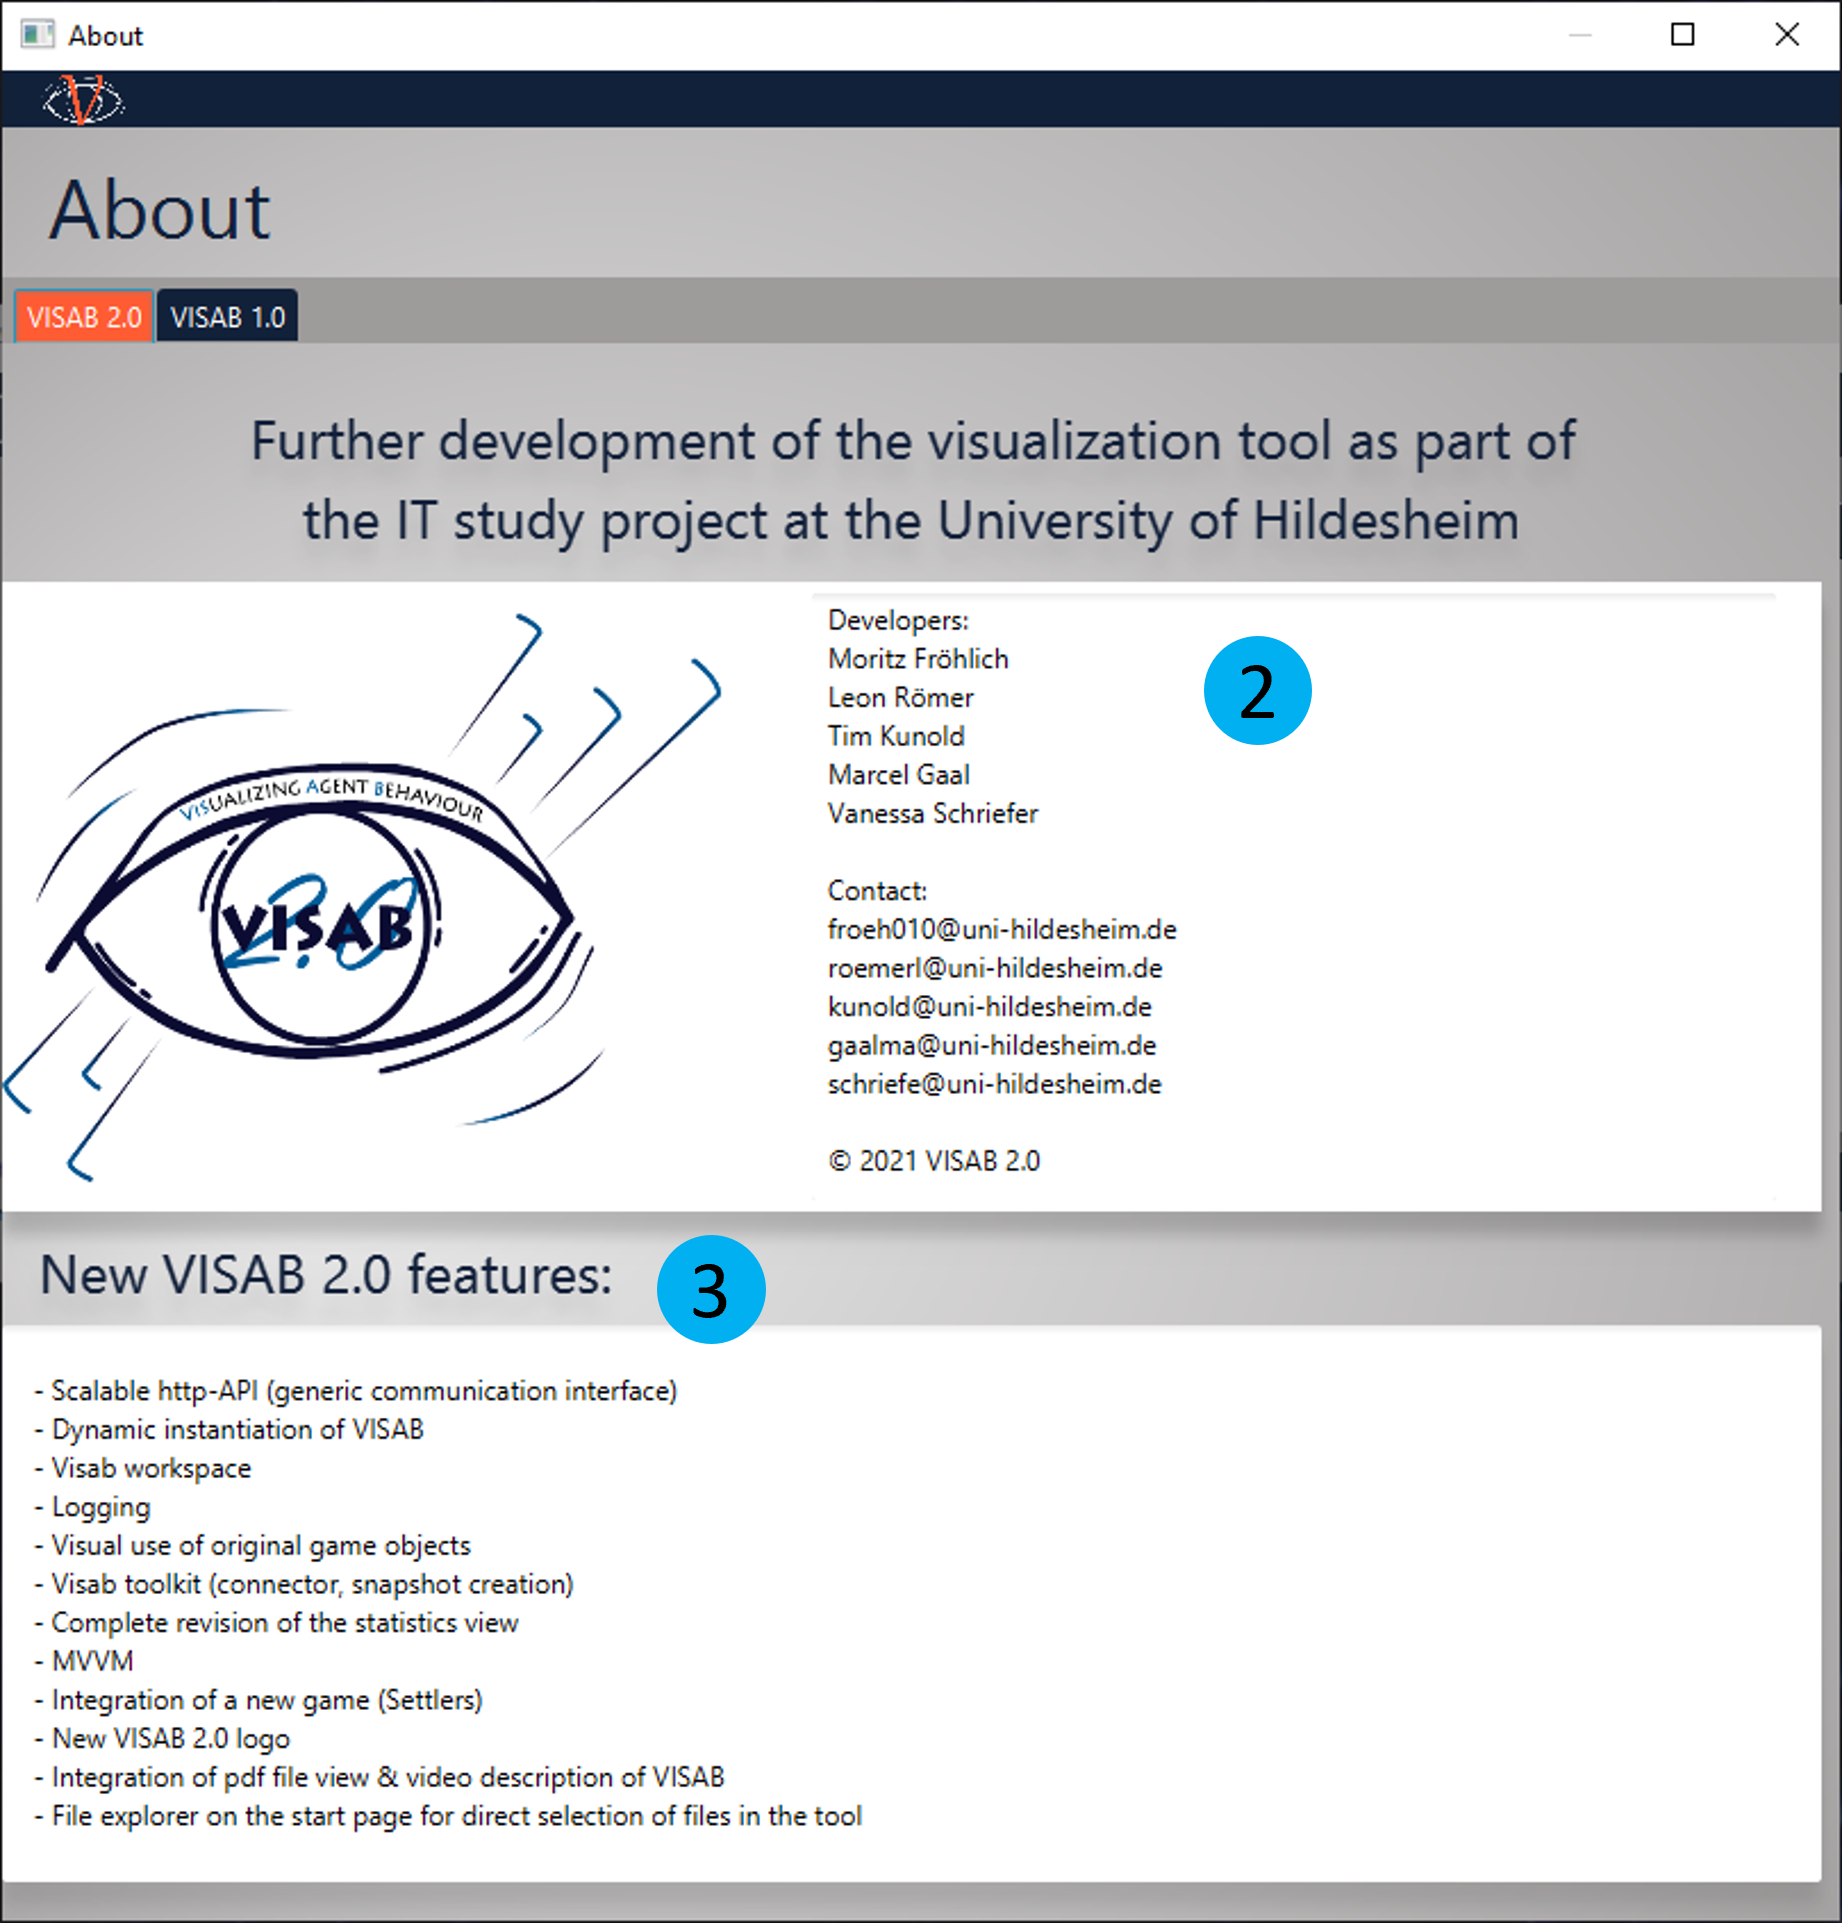 About
About
VISAB 2.0
VISAB 1.0
Further development of the visualization tool as part of
the IT study project at the University of Hildesheim
VISUALIZING AGENT BEHAVIOUR
VISAB
2.0
Developers:
Moritz Fröhlich
Leon Römer
Tim Kunold
Marcel Gaal
Vanessa Schriefer
2
Contact:
froeh010@uni-hildesheim.de
roemerl@uni-hildesheim.de
kunold@uni-hildesheim.de
gaalma@uni-hildesheim.de
schriefe@uni-hildesheim.de
© 2021 VISAB 2.0
New VISAB 2.0 features:
3
- Scalable http-API (generic communication interface)
- Dynamic instantiation of VISAB
- Visab workspace
- Logging
- Visual use of original game objects
- Visab toolkit (connector, snapshot creation)
- Complete revision of the statistics view
- MVVM
- Integration of a new game (Settlers)
- New VISAB 2.0 logo
- Integration of pdf file view & video description of VISAB
- File explorer on the start page for direct selection of files in the tool